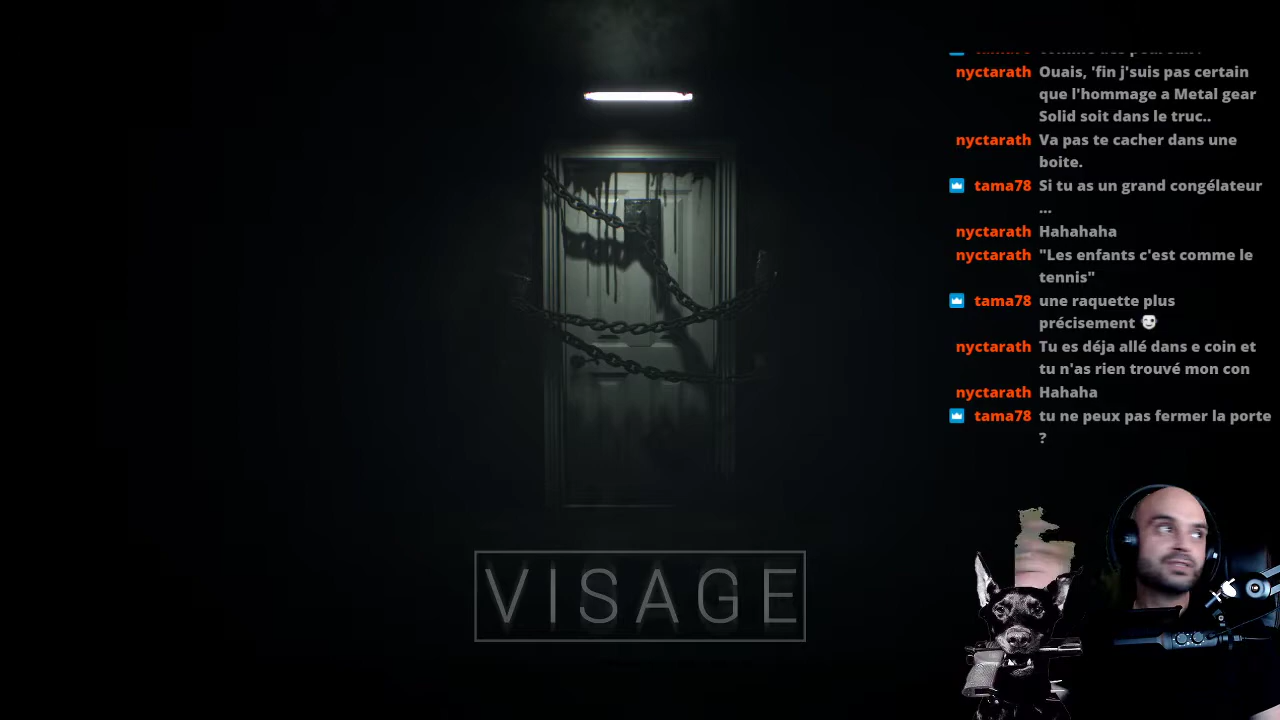 nyctarath Ouais, 'fin j'suis pas certain
que l'hommage a Metal gear
Solid soit dans le truc..
nyctarath Va pas te cacher dans une
boite.
tama78 Si tu as un grand congélateur
...
nyctarath Hahahaha
nyctarath "Les enfants c'est comme le
tennis"
tama78 une raquette plus
précisement
nyctarath Tu es déja allé dans e coin et
tu n'as rien trouvé mon con
nyctarath Hahaha
tama78 tu ne peux pas fermer la porte
?
VISAGE